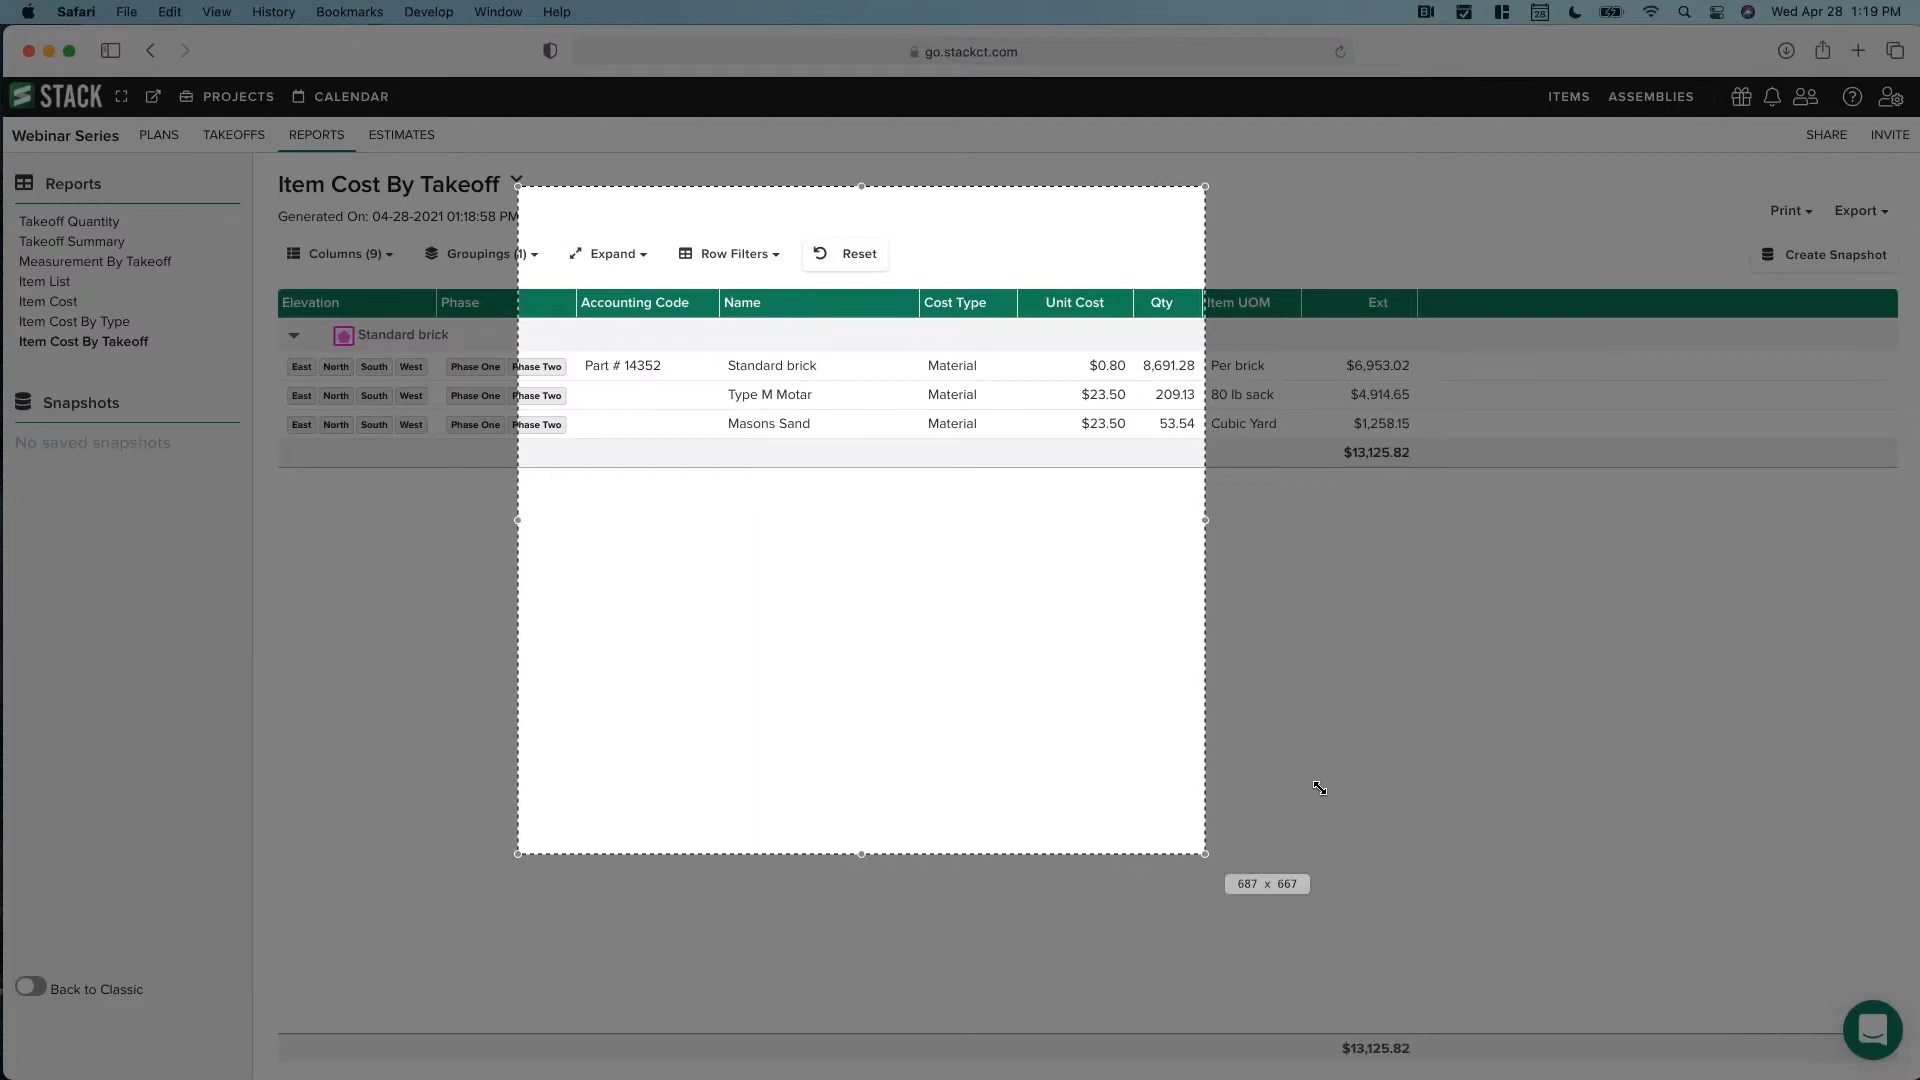 Safari File Edit View History Bookmarks Develop Window Help 28 Wed Apr 28 1:19 PM
go.stackct.com
STACK PROJECTS CALENDAR ITEMS ASSEMBLIES
Webinar Series PLANS TAKEOFFS REPORTS ESTIMATES SHARE INVITE
Reports
Takeoff Quantity
Takeoff Summary
Measurement By Takeoff
Item List
Item Cost
Item Cost By Type
Item Cost By Takeoff
Snapshots
No saved snapshots
Back to Classic
Item Cost By Takeoff
Generated On: 04-28-2021 01:18:58 PM
Print Export
Columns (9) Groupings (1) Expand Row Filters Reset Create Snapshot
Elevation Phase Accounting Code Name Cost Type Unit Cost Qty Item UOM Ext
Standard brick
East North South West Phase One Phase Two Part # 14352 Standard brick Material $0.80 8,691.28 Per brick $6,953.02
East North South West Phase One Phase Two Type M Motar Material $23.50 209.13 80 lb sack $4,914.65
East North South West Phase One Phase Two Masons Sand Material $23.50 53.54 Cubic Yard $1,258.15
$13,125.82
687 x 667
$13,125.82